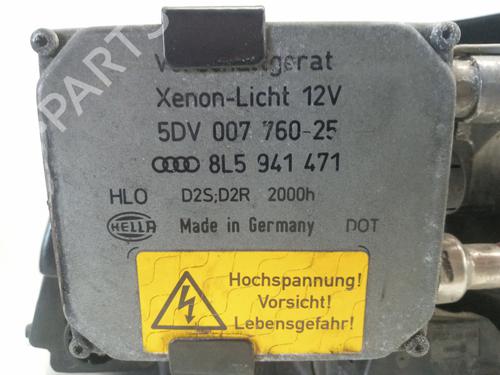 Vorschaltgerät
Xenon-Licht 12V
5DV 007 760-25
8L5 941 471
HLO D2S;D2R 2000h
HELLA Made in Germany DOT
Hochspannung!
Vorsicht!
Lebensgefahr!
PARTS